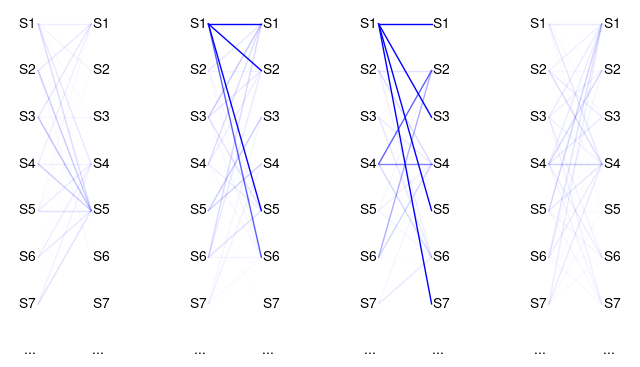 S1 S1 S1 S1 S1 S1 S1 S1
S2 S2 S2 S2 S2 S2 S2 S2
S3 S3 S3 S3 S3 S3 S3 S3
S4 S4 S4 S4 S4 S4 S4 S4
S5 S5 S5 S5 S5 S5 S5 S5
S6 S6 S6 S6 S6 S6 S6 S6
S7 S7 S7 S7 S7 S7 S7 S7
... ... ... ... ... ... ... ...